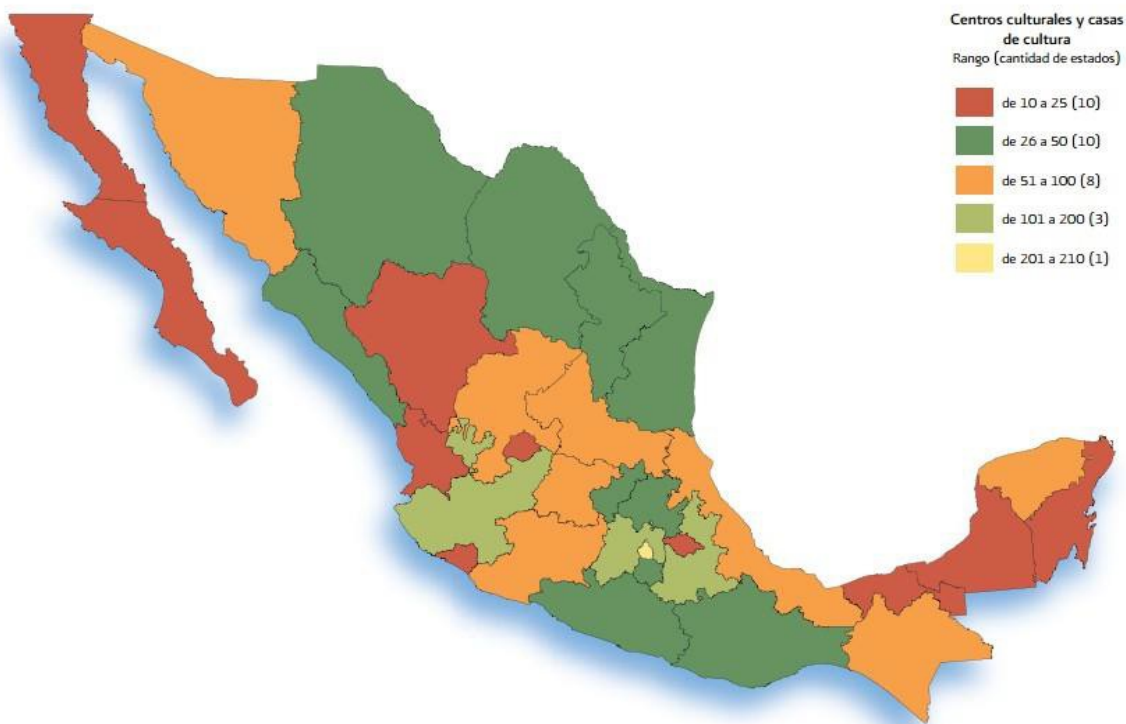 Centros culturales y casas
de cultura
Rango (cantidad de estados)
de 10 a 25 (10)
de 26 a 50 (10)
de 51 a 100 (8)
de 101 a 200 (3)
de 201 a 210 (1)